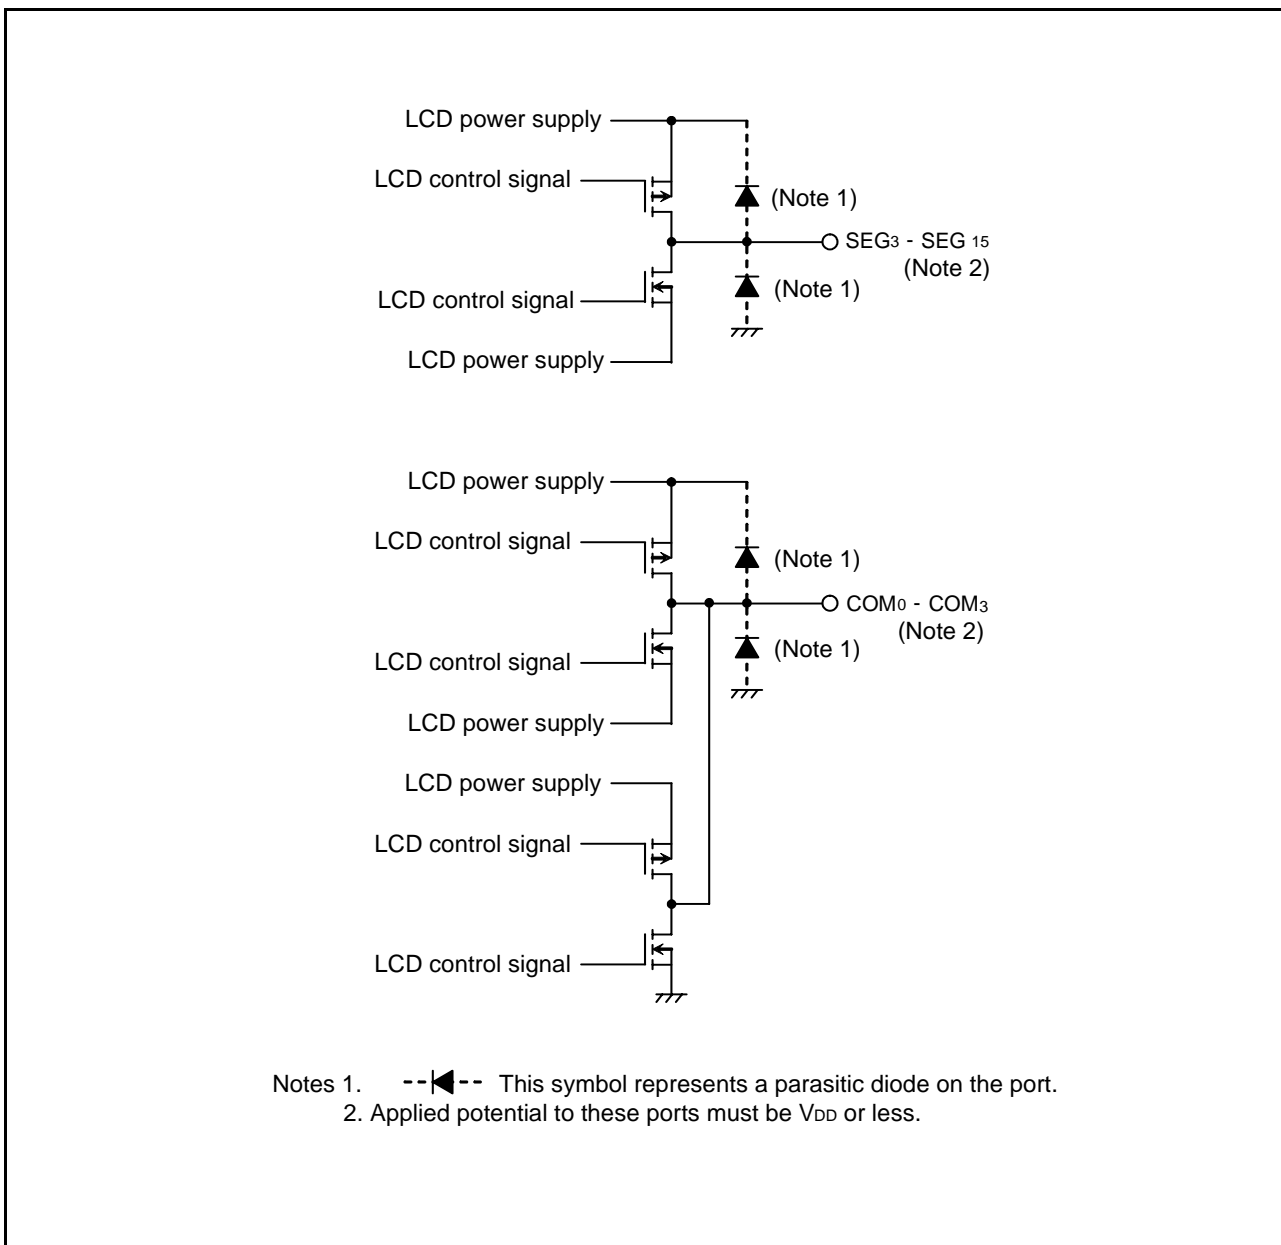 LCD power supply
LCD control signal
(Note 1)
SEG3 - SEG 15
(Note 2)
(Note 1)
LCD control signal
LCD power supply
LCD power supply
LCD control signal
(Note 1)
COM0 - COM3
(Note 2)
(Note 1)
LCD control signal
LCD power supply
LCD power supply
LCD control signal
LCD control signal
Notes 1. This symbol represents a parasitic diode on the port.
2. Applied potential to these ports must be VDD or less.